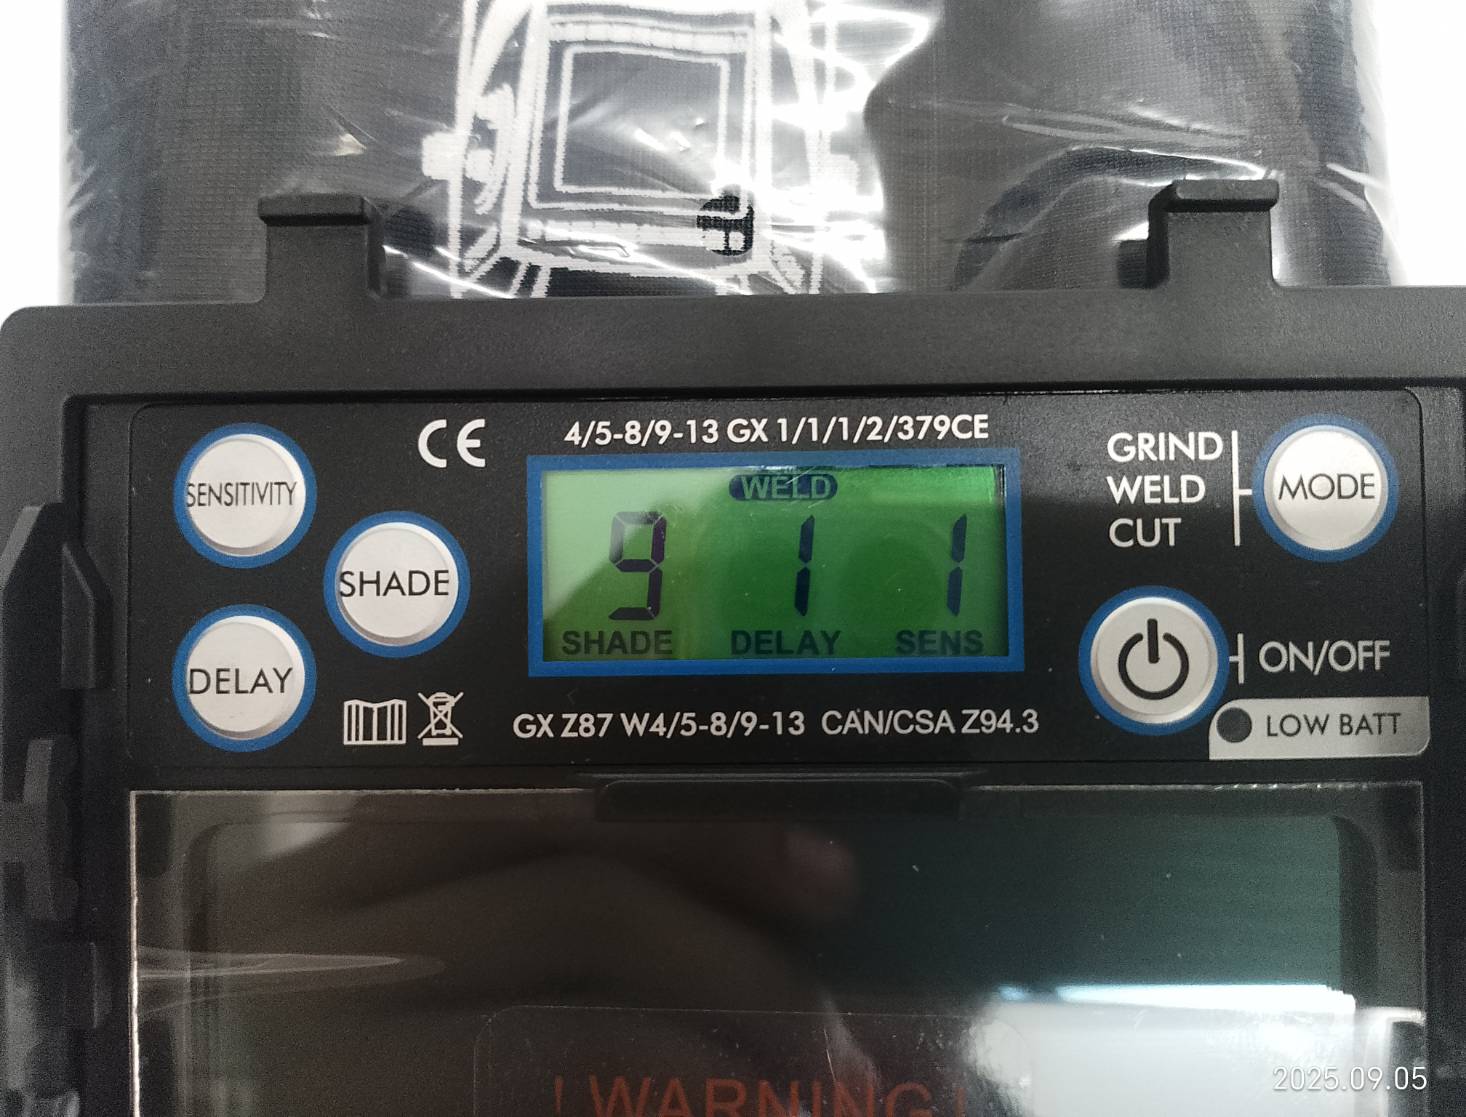 SENSITIVITY
SHADE
DELAY
CE
4/5-8/9-13 GX 1/1/1/2/379CE
WELD
9 1 1
SHADE DELAY SENS
GX Z87 W4/5-8/9-13 CAN/CSA Z94.3
GRIND
WELD
CUT
MODE
ON/OFF
LOW BATT
! WARNING !
2025.09.05